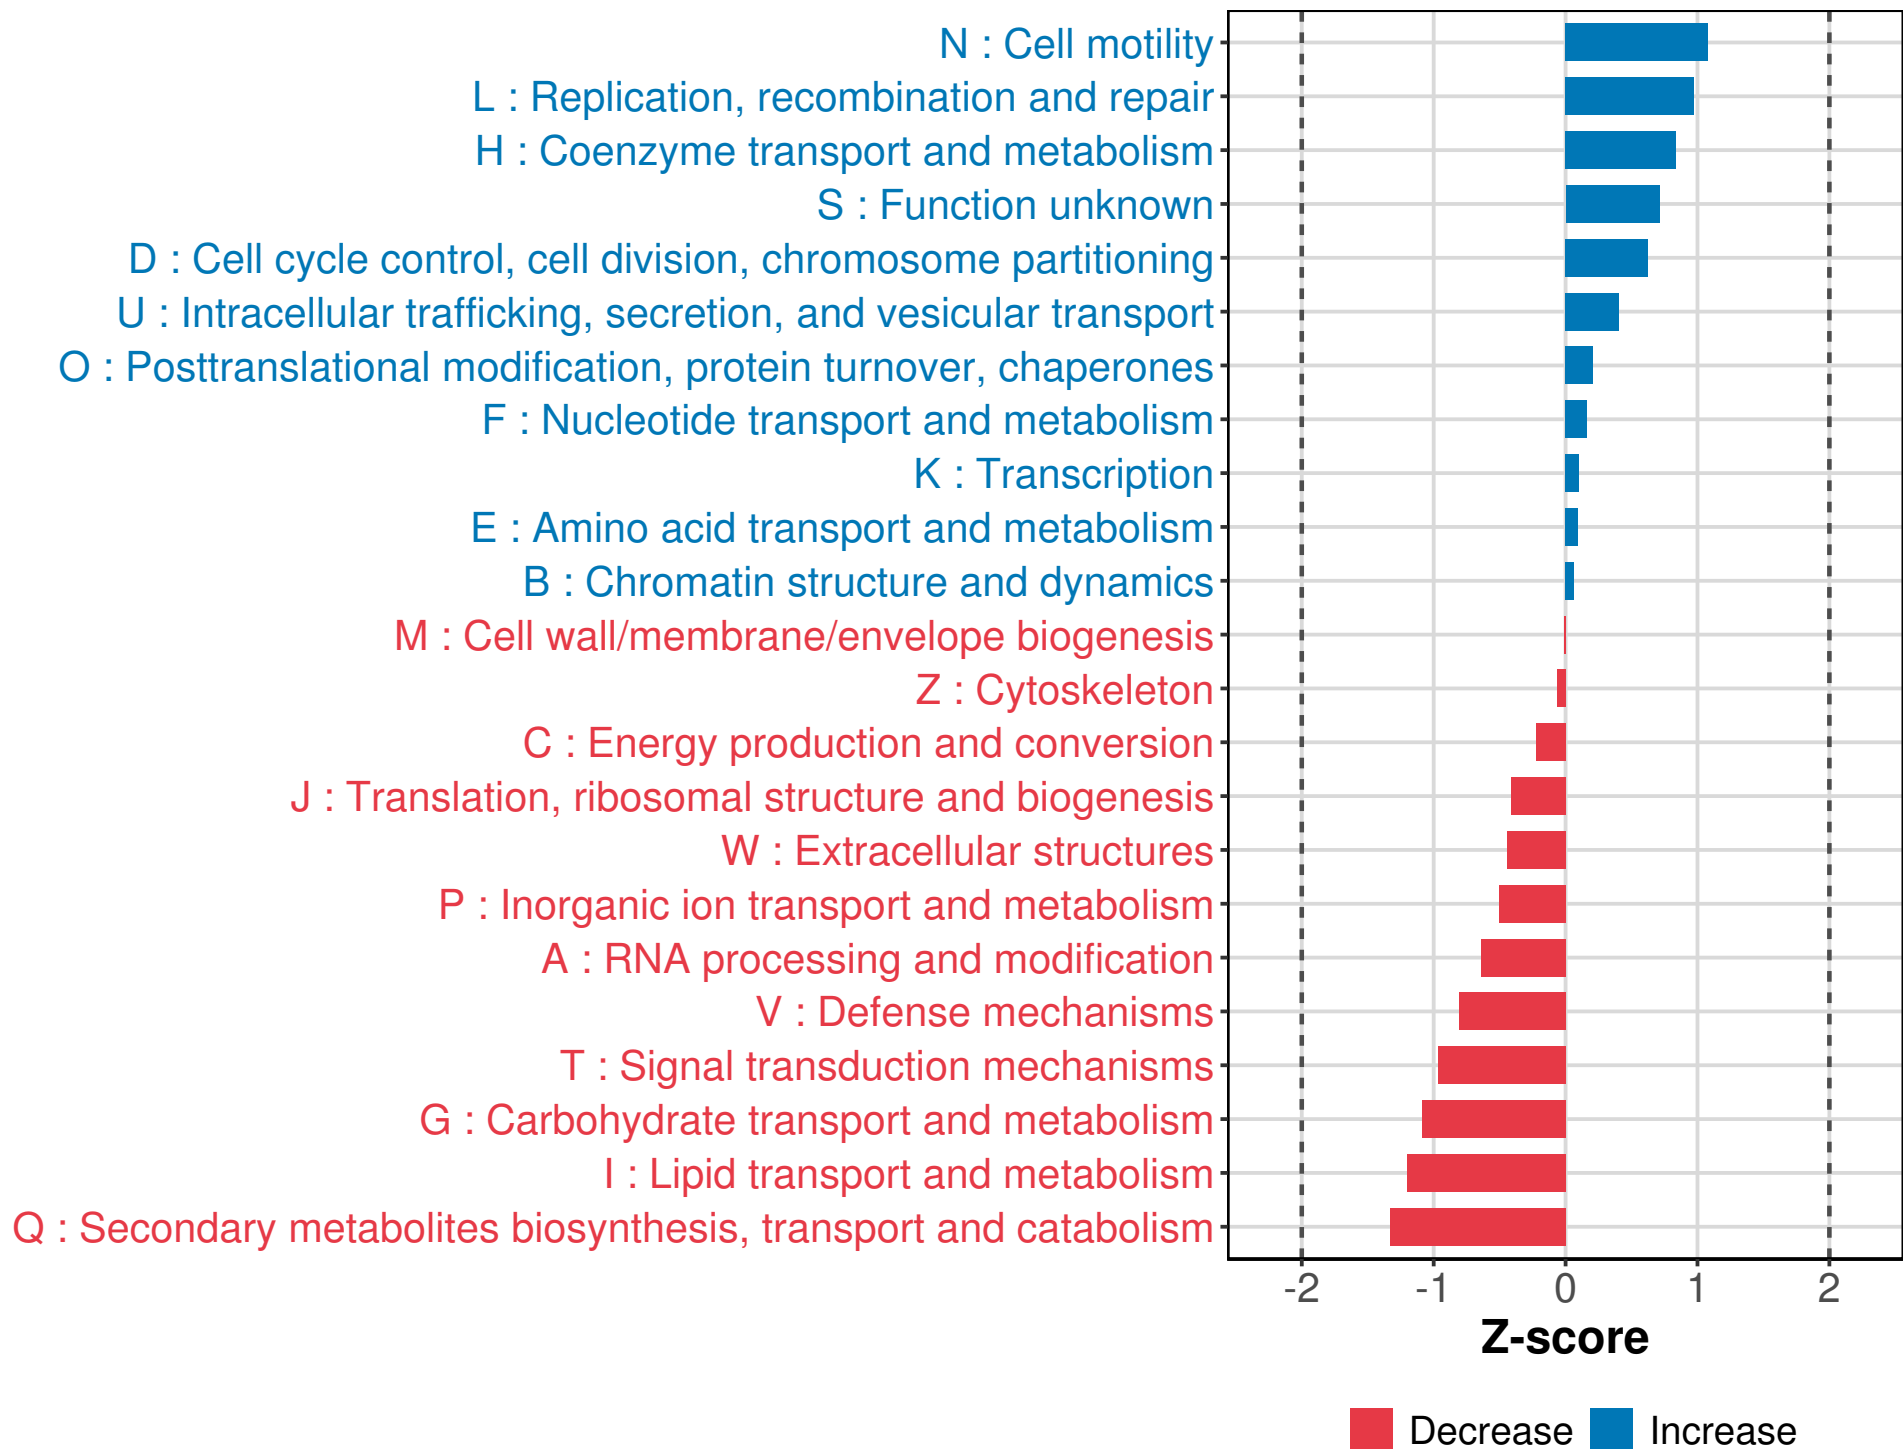 N : Cell motility
L : Replication, recombination and repair
H : Coenzyme transport and metabolism
S : Function unknown
D : Cell cycle control, cell division, chromosome partitioning
U : Intracellular trafficking, secretion, and vesicular transport
O : Posttranslational modification, protein turnover, chaperones
F : Nucleotide transport and metabolism
K : Transcription
E : Amino acid transport and metabolism
B : Chromatin structure and dynamics
M : Cell wall/membrane/envelope biogenesis
Z : Cytoskeleton
C : Energy production and conversion
J : Translation, ribosomal structure and biogenesis
W : Extracellular structures
P : Inorganic ion transport and metabolism
A : RNA processing and modification
V : Defense mechanisms
T : Signal transduction mechanisms
G : Carbohydrate transport and metabolism
I : Lipid transport and metabolism
Q : Secondary metabolites biosynthesis, transport and catabolism
-2 -1 0 1 2
Z-score
Decrease Increase